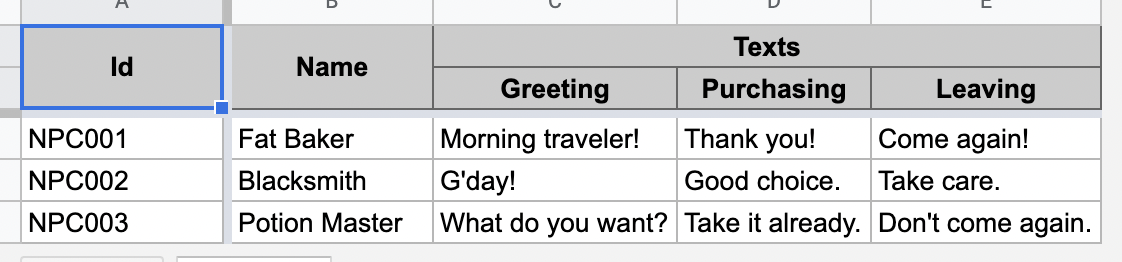 A B C D E
Id Name Texts
Greeting Purchasing Leaving
NPC001 Fat Baker Morning traveler! Thank you! Come again!
NPC002 Blacksmith G'day! Good choice. Take care.
NPC003 Potion Master What do you want? Take it already. Don't come again.